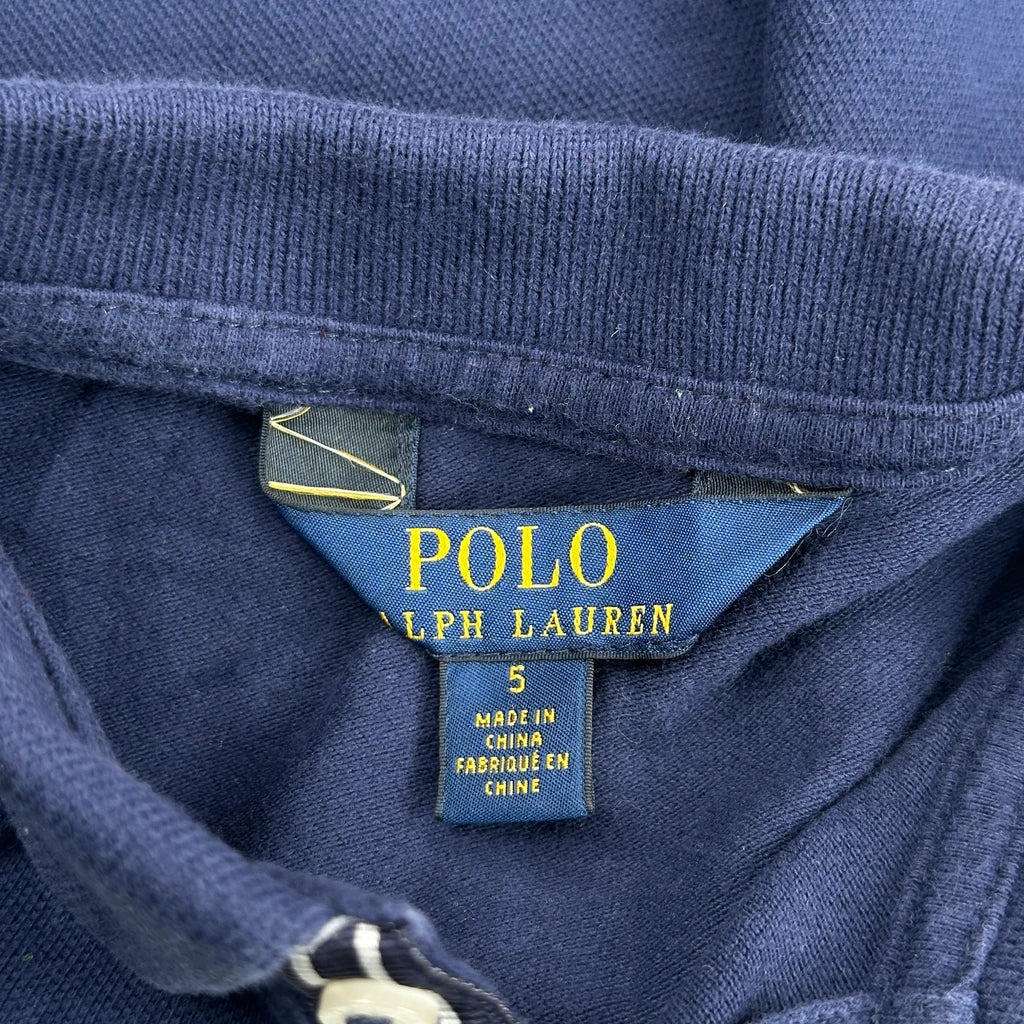 POLO
ALPH LAUREN
5
MADE IN
CHINA
FABRIQUÉ EN
CHINE